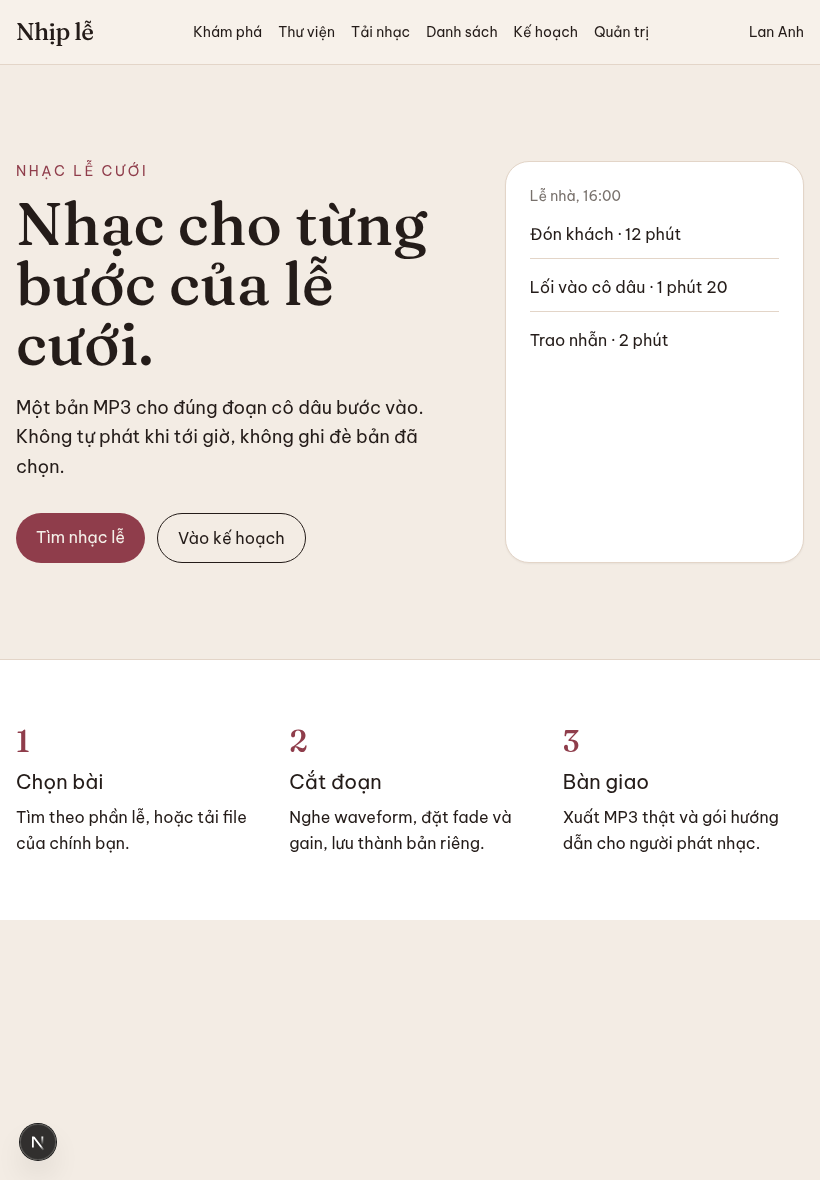 Nhịp lễ
Khám phá
Thư viện
Tải nhạc
Danh sách
Kế hoạch
Quản trị
Lan Anh
NHẠC LỄ CƯỚI
Nhạc cho từng
bước của lễ
cưới.
Một bản MP3 cho đúng đoạn cô dâu bước vào.
Không tự phát khi tới giờ, không ghi đè bản đã
chọn.
Tìm nhạc lễ
Vào kế hoạch
Lễ nhà, 16:00
Đón khách · 12 phút
Lối vào cô dâu · 1 phút 20
Trao nhẫn · 2 phút
1
Chọn bài
Tìm theo phần lễ, hoặc tải file
của chính bạn.
2
Cắt đoạn
Nghe waveform, đặt fade và
gain, lưu thành bản riêng.
3
Bàn giao
Xuất MP3 thật và gói hướng
dẫn cho người phát nhạc.
N